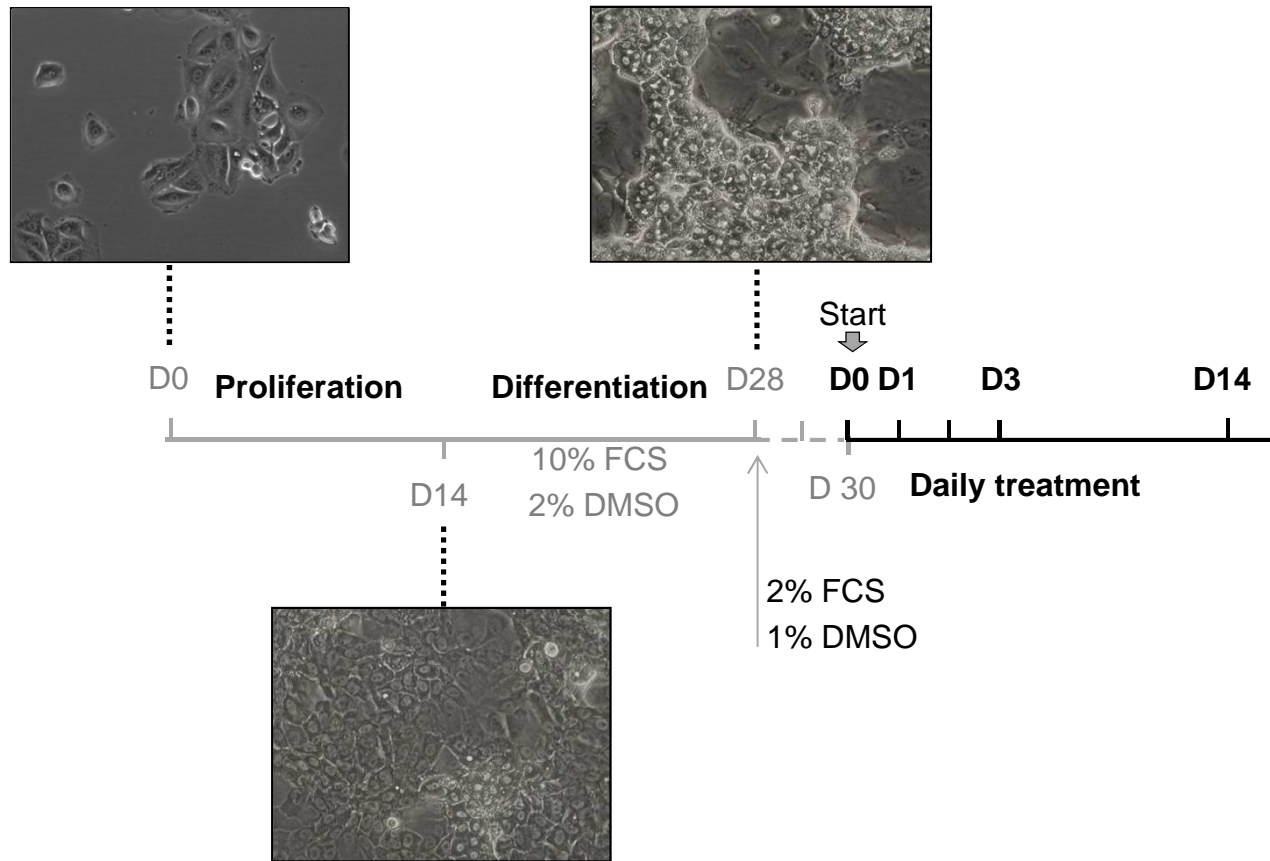 Start
D0
Proliferation
Differentiation
D28
D0 D1
D3
D14
10% FCS
2% DMSO
D14
D 30
Daily treatment
2% FCS
1% DMSO